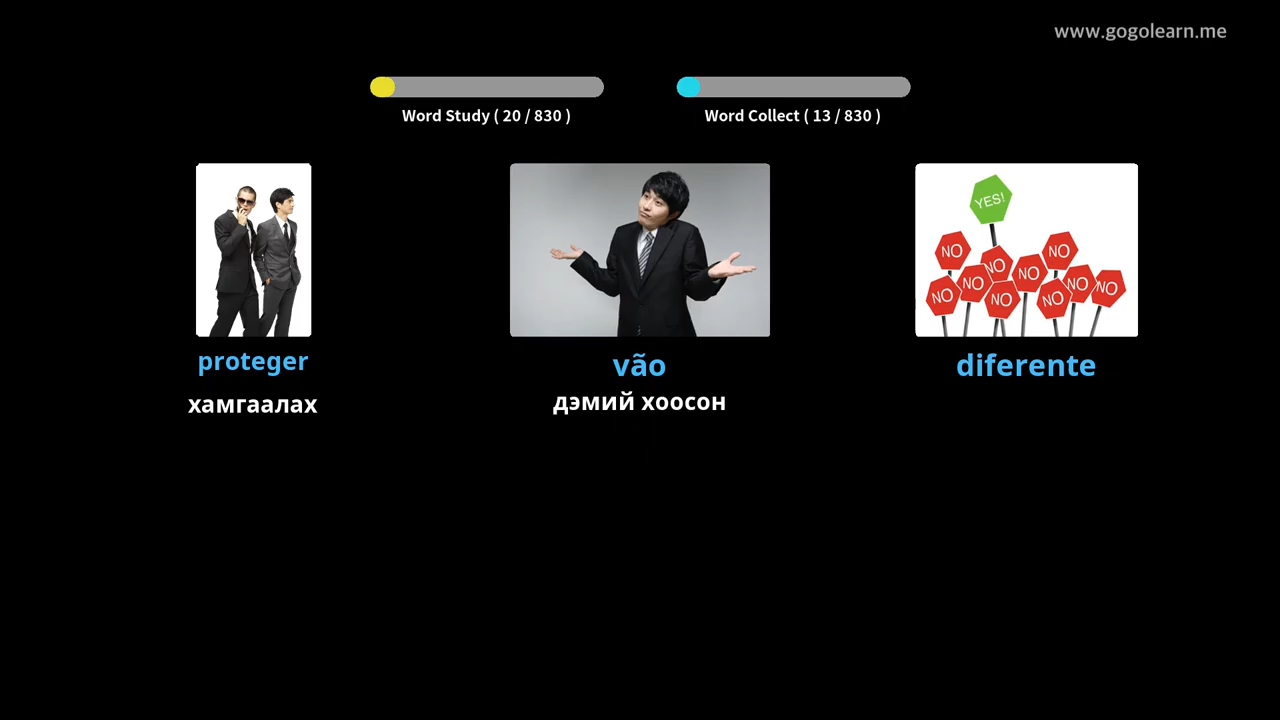 www.gogolearn.me
Word Study ( 20 / 830 )
Word Collect ( 13 / 830 )
YES!
NO
NO
NO
NO
NO
NO
NO
NO
NO
proteger
vão
diferente
хамгаалах
дэмий хоосон